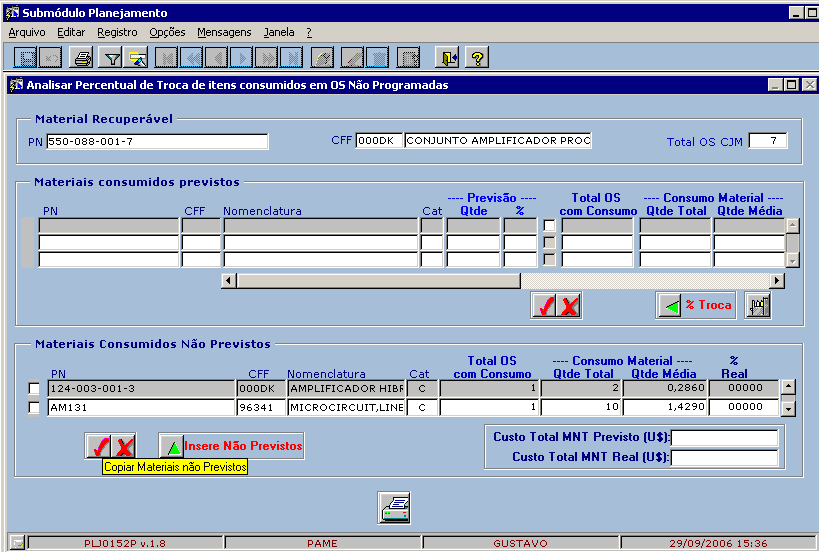 Submódulo Planejamento
Arquivo Editar Registro Opções Mensagens Janela ?
Analisar Percentual de Troca de itens consumidos em OS Não Programadas
Material Recuperável
PN 550-088-001-7 CFF 000DK CONJUNTO AMPLIFICADOR PROC Total OS CJM 7
Materiais consumidos previstos
---- Previsão ---- Total OS ---- Consumo Material ----
PN CFF Nomenclatura Cat Qtde % com Consumo Qtde Total Qtde Média
% Troca
Materiais Consumidos Não Previstos
Total OS ---- Consumo Material ---- %
PN CFF Nomenclatura Cat com Consumo Qtde Total Qtde Média Real
124-003-001-3 000DK AMPLIFICADOR HIBR C 1 2 0,2860 00000
AM131 96341 MICROCIRCUIT,LINE C 1 10 1,4290 00000
Insere Não Previstos
Custo Total MNT Previsto (U$):
Custo Total MNT Real (U$):
Copiar Materiais não Previstos
PLJ0152P v.1.8 PAME GUSTAVO 29/09/2006 15:36